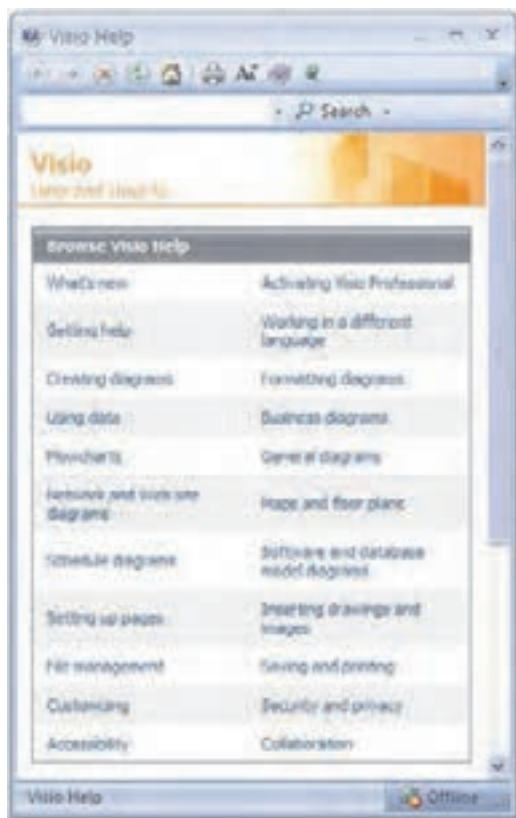 Visio Help
Search
Visio
Browse Visio Help
What's new
Activating Visio Professional
Getting help
Working in a different
language
Creating diagrams
Formatting diagrams
Using data
Business diagrams
Flowcharts
General diagrams
Network and Web site
diagrams
Maps and floor plans
Schedule diagrams
Software and database
model diagrams
Setting up pages
Inserting drawings and
images
File management
Saving and printing
Customizing
Security and privacy
Accessibility
Collaboration
Visio Help
Offline